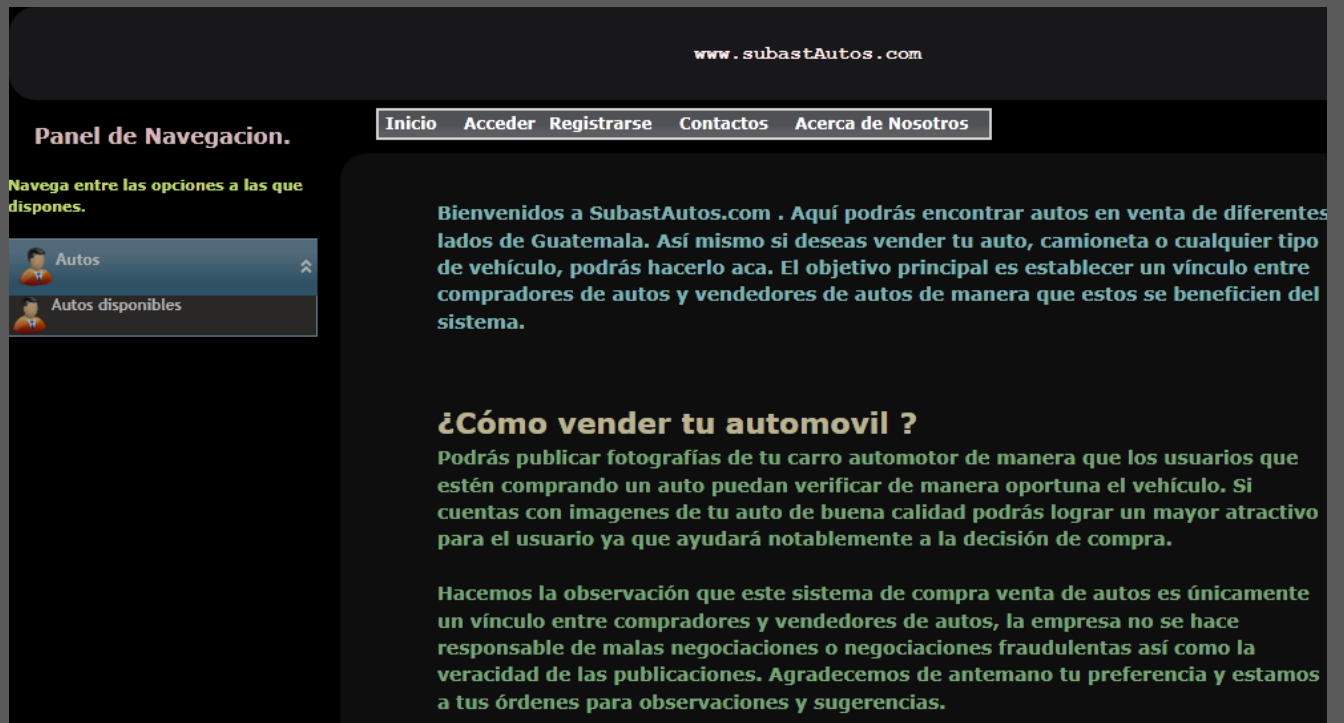 www.subastAutos.com
Inicio Acceder Registrarse Contactos Acerca de Nosotros
Panel de Navegacion.
Navega entre las opciones a las que
dispones.
Autos
Autos disponibles
Bienvenidos a SubastAutos.com . Aquí podrás encontrar autos en venta de diferentes
lados de Guatemala. Así mismo si deseas vender tu auto, camioneta o cualquier tipo
de vehículo, podrás hacerlo aca. El objetivo principal es establecer un vínculo entre
compradores de autos y vendedores de autos de manera que estos se beneficien del
sistema.
¿Cómo vender tu automovil ?
Podrás publicar fotografías de tu carro automotor de manera que los usuarios que
estén comprando un auto puedan verificar de manera oportuna el vehículo. Si
cuentas con imagenes de tu auto de buena calidad podrás lograr un mayor atractivo
para el usuario ya que ayudará notablemente a la decisión de compra.
Hacemos la observación que este sistema de compra venta de autos es únicamente
un vínculo entre compradores y vendedores de autos, la empresa no se hace
responsable de malas negociaciones o negociaciones fraudulentas así como la
veracidad de las publicaciones. Agradecemos de antemano tu preferencia y estamos
a tus órdenes para observaciones y sugerencias.